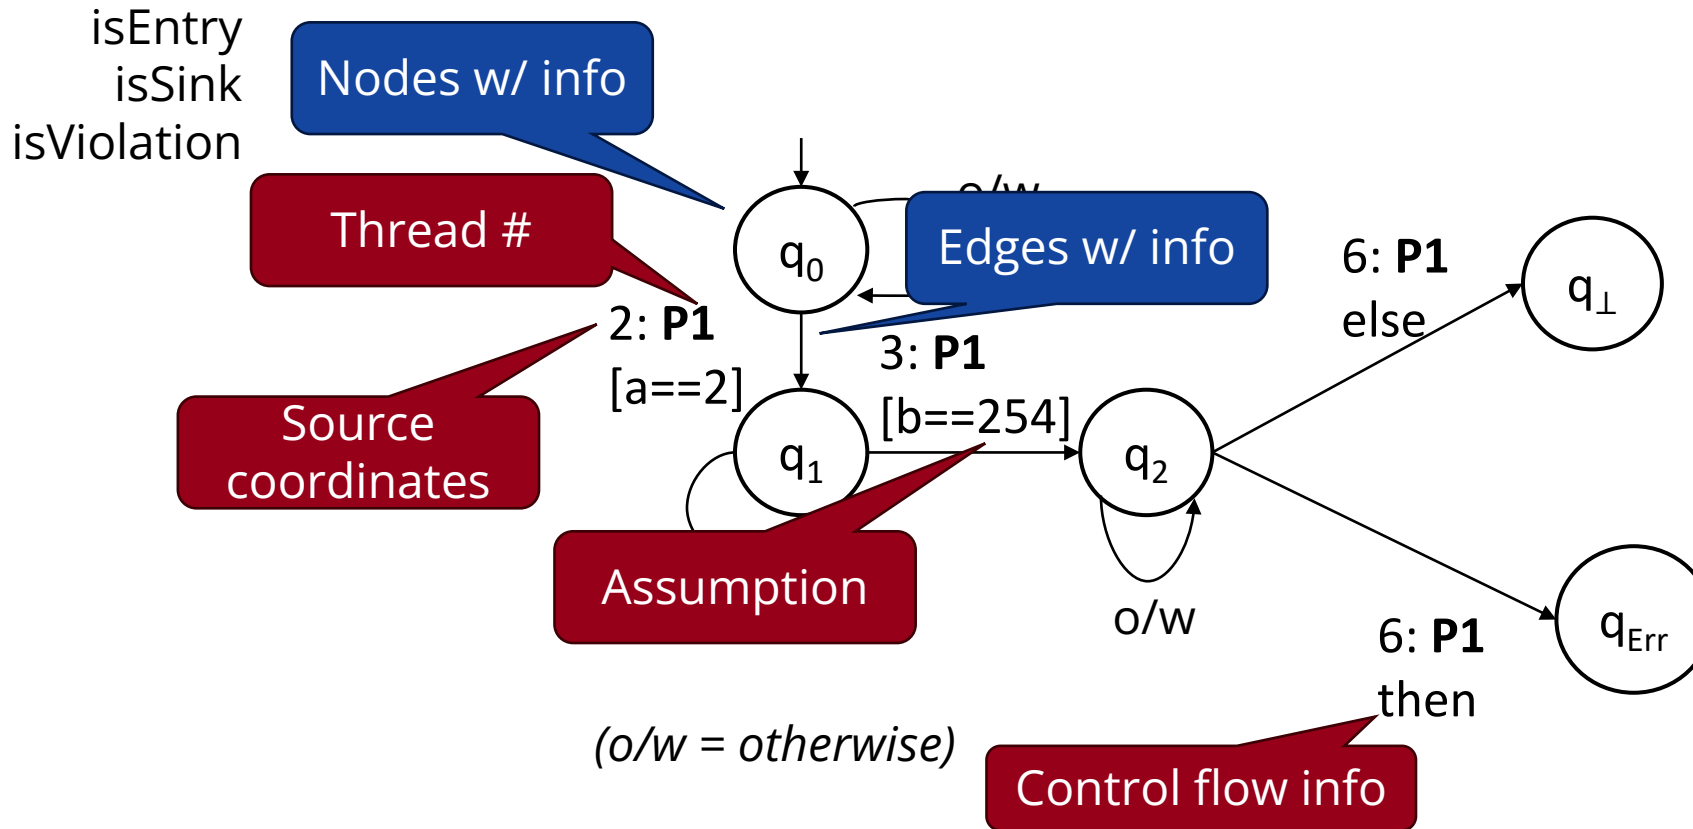 isEntry
isSink
isViolation
Nodes w/ info
Thread #
o/w
q0
Edges w/ info
6: P1
else
q⊥
2: P1
[a==2]
3: P1
[b==254]
Source
coordinates
q1
q2
Assumption
o/w
6: P1
then
qErr
(o/w = otherwise)
Control flow info